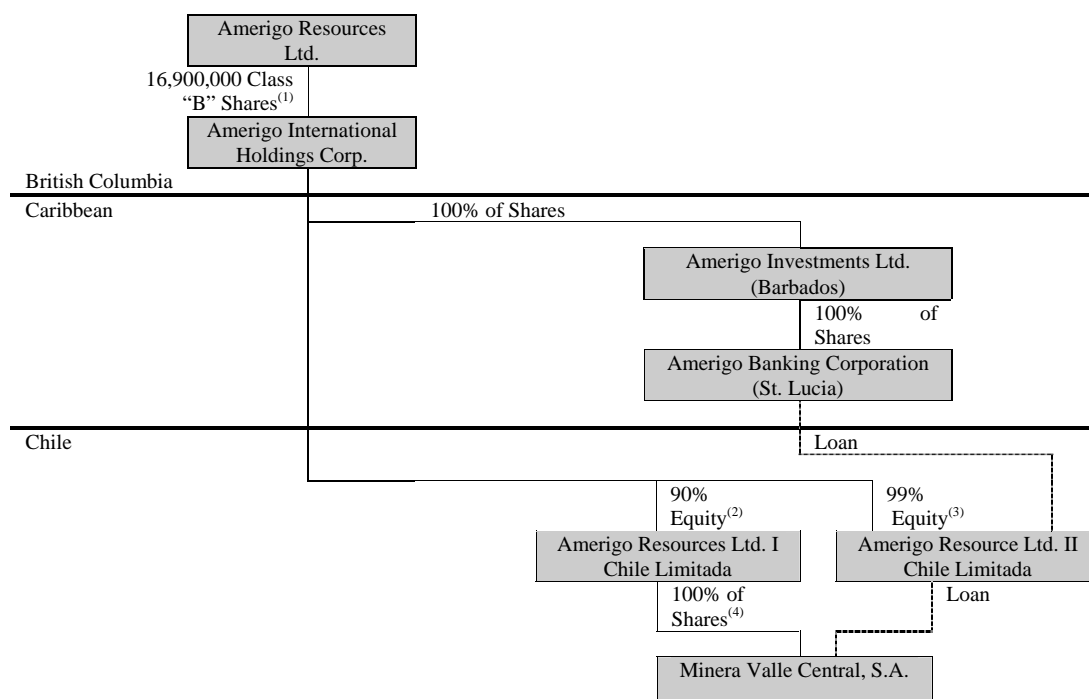 Amerigo Resources
Ltd.
16,900,000 Class
“B” Shares(1)
Amerigo International
Holdings Corp.
British Columbia
Caribbean
100% of Shares
Amerigo Investments Ltd.
(Barbados)
100% of
Shares
Amerigo Banking Corporation
(St. Lucia)
Chile
Loan
90%
Equity(2)
99%
Equity(3)
Amerigo Resources Ltd. I
Chile Limitada
Amerigo Resource Ltd. II
Chile Limitada
100% of
Shares(4)
Loan
Minera Valle Central, S.A.